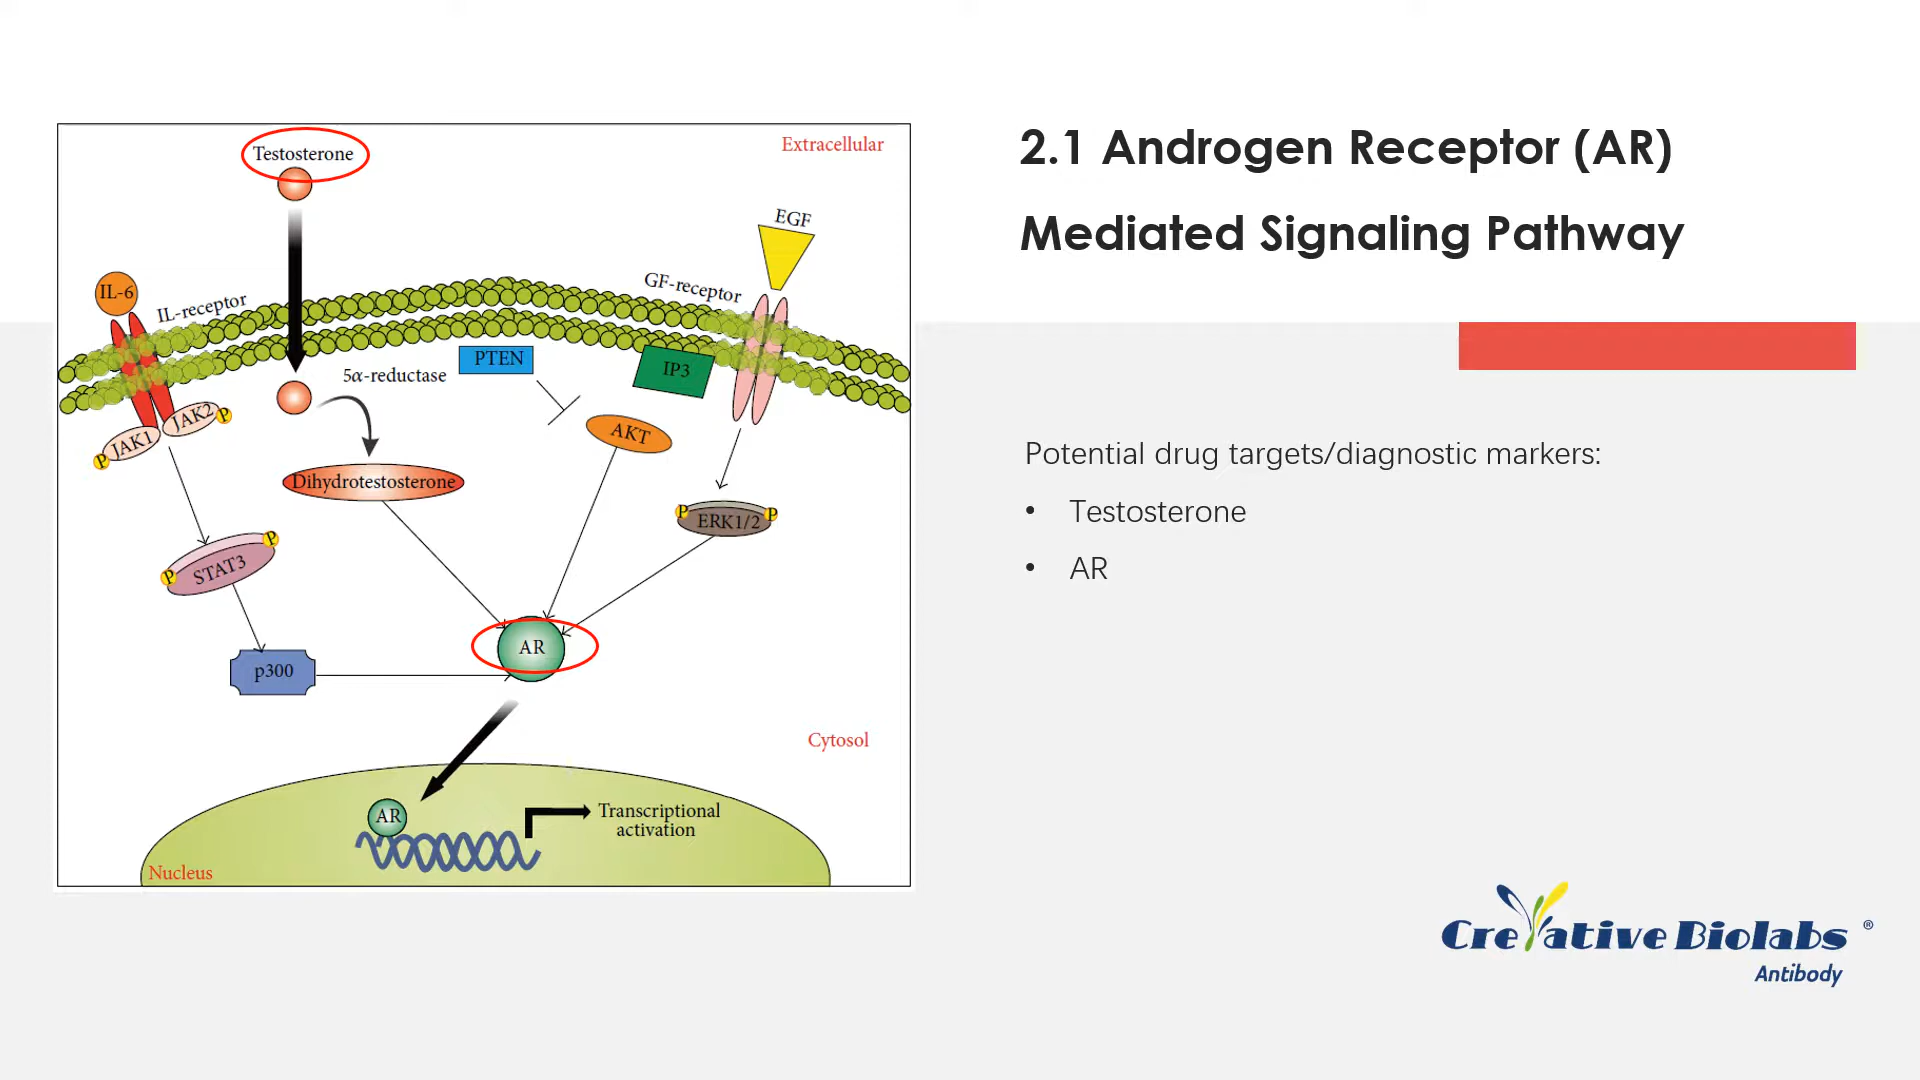 2.1 Androgen Receptor (AR)
Mediated Signaling Pathway
Testosterone
Extracellular
EGF
GF-receptor
IL-6
IL-receptor
PTEN
IP3
5α-reductase
JAK1
JAK2
P
P
AKT
Dihydrotestosterone
P
ERK1/2
P
P
STAT3
P
AR
p300
Cytosol
AR
Transcriptional
activation
Nucleus
Potential drug targets/diagnostic markers:
• Testosterone
• AR
Creative Biolabs ®
Antibody